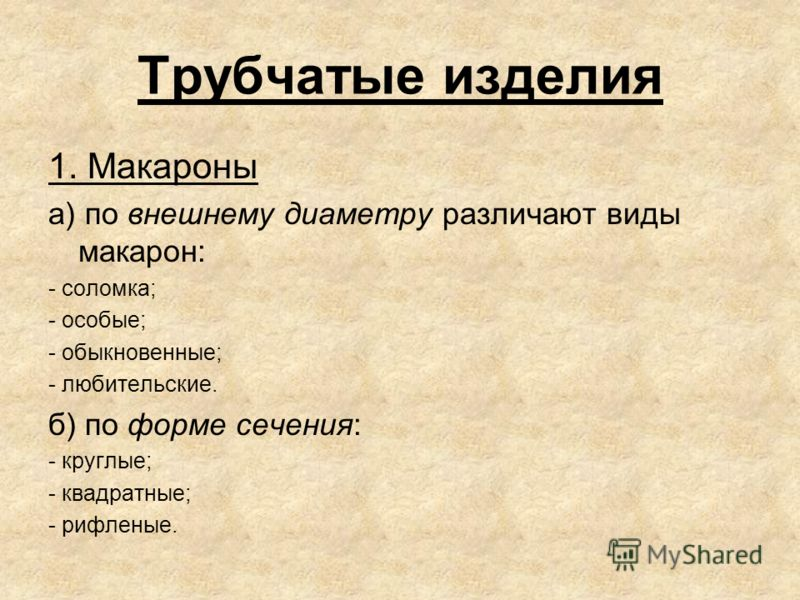 Трубчатые изделия
1. Макароны
а) по внешнему диаметру различают виды
макарон:
- соломка;
- особые;
- обыкновенные;
- любительские.
б) по форме сечения:
- круглые;
- квадратные;
- рифленые.
MyShared